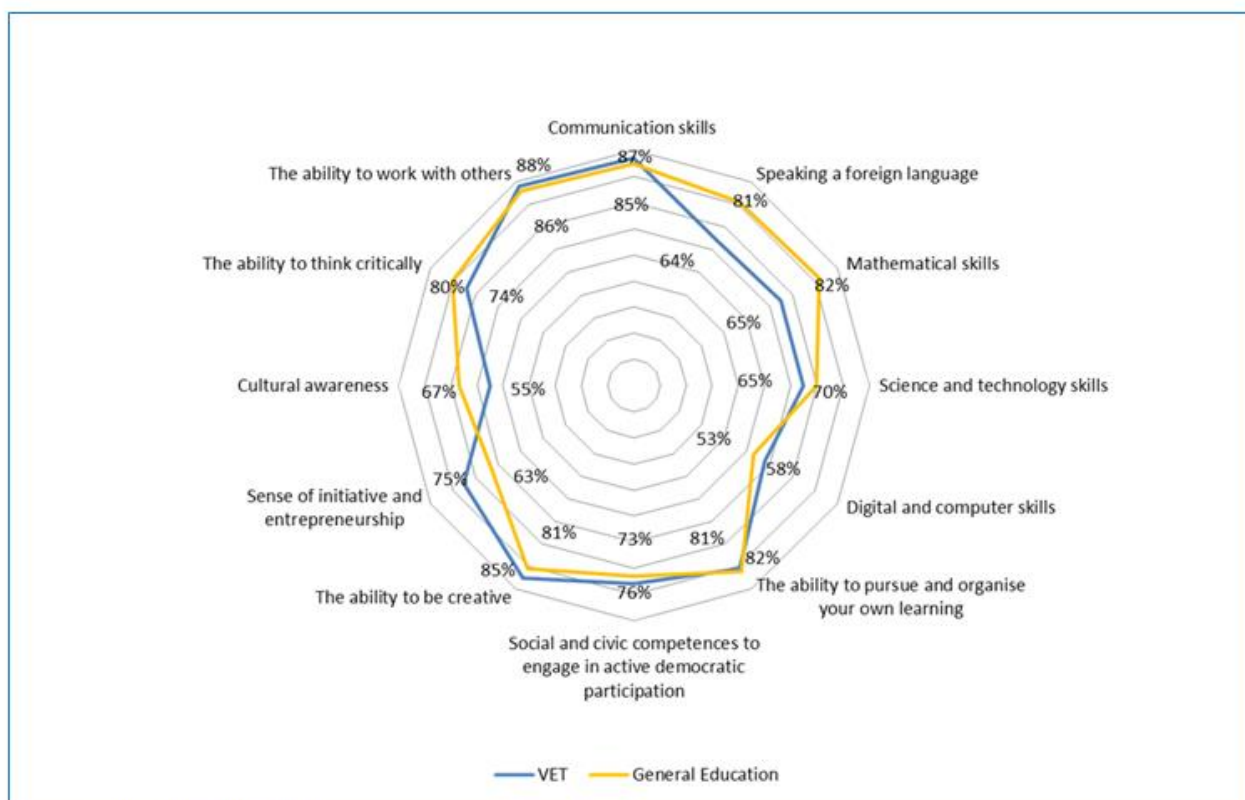 Communication skills
87%
88%
The ability to work with others
Speaking a foreign language
81%
85%
86%
The ability to think critically
64%
Mathematical skills
80%
82%
74%
65%
Cultural awareness
67%
55%
65%
70%
Science and technology skills
53%
58%
63%
75%
Sense of initiative and
entrepreneurship
Digital and computer skills
81%
73%
81%
82%
85%
The ability to be creative
76%
The ability to pursue and organise
your own learning
Social and civic competences to
engage in active democratic
participation
VET
General Education